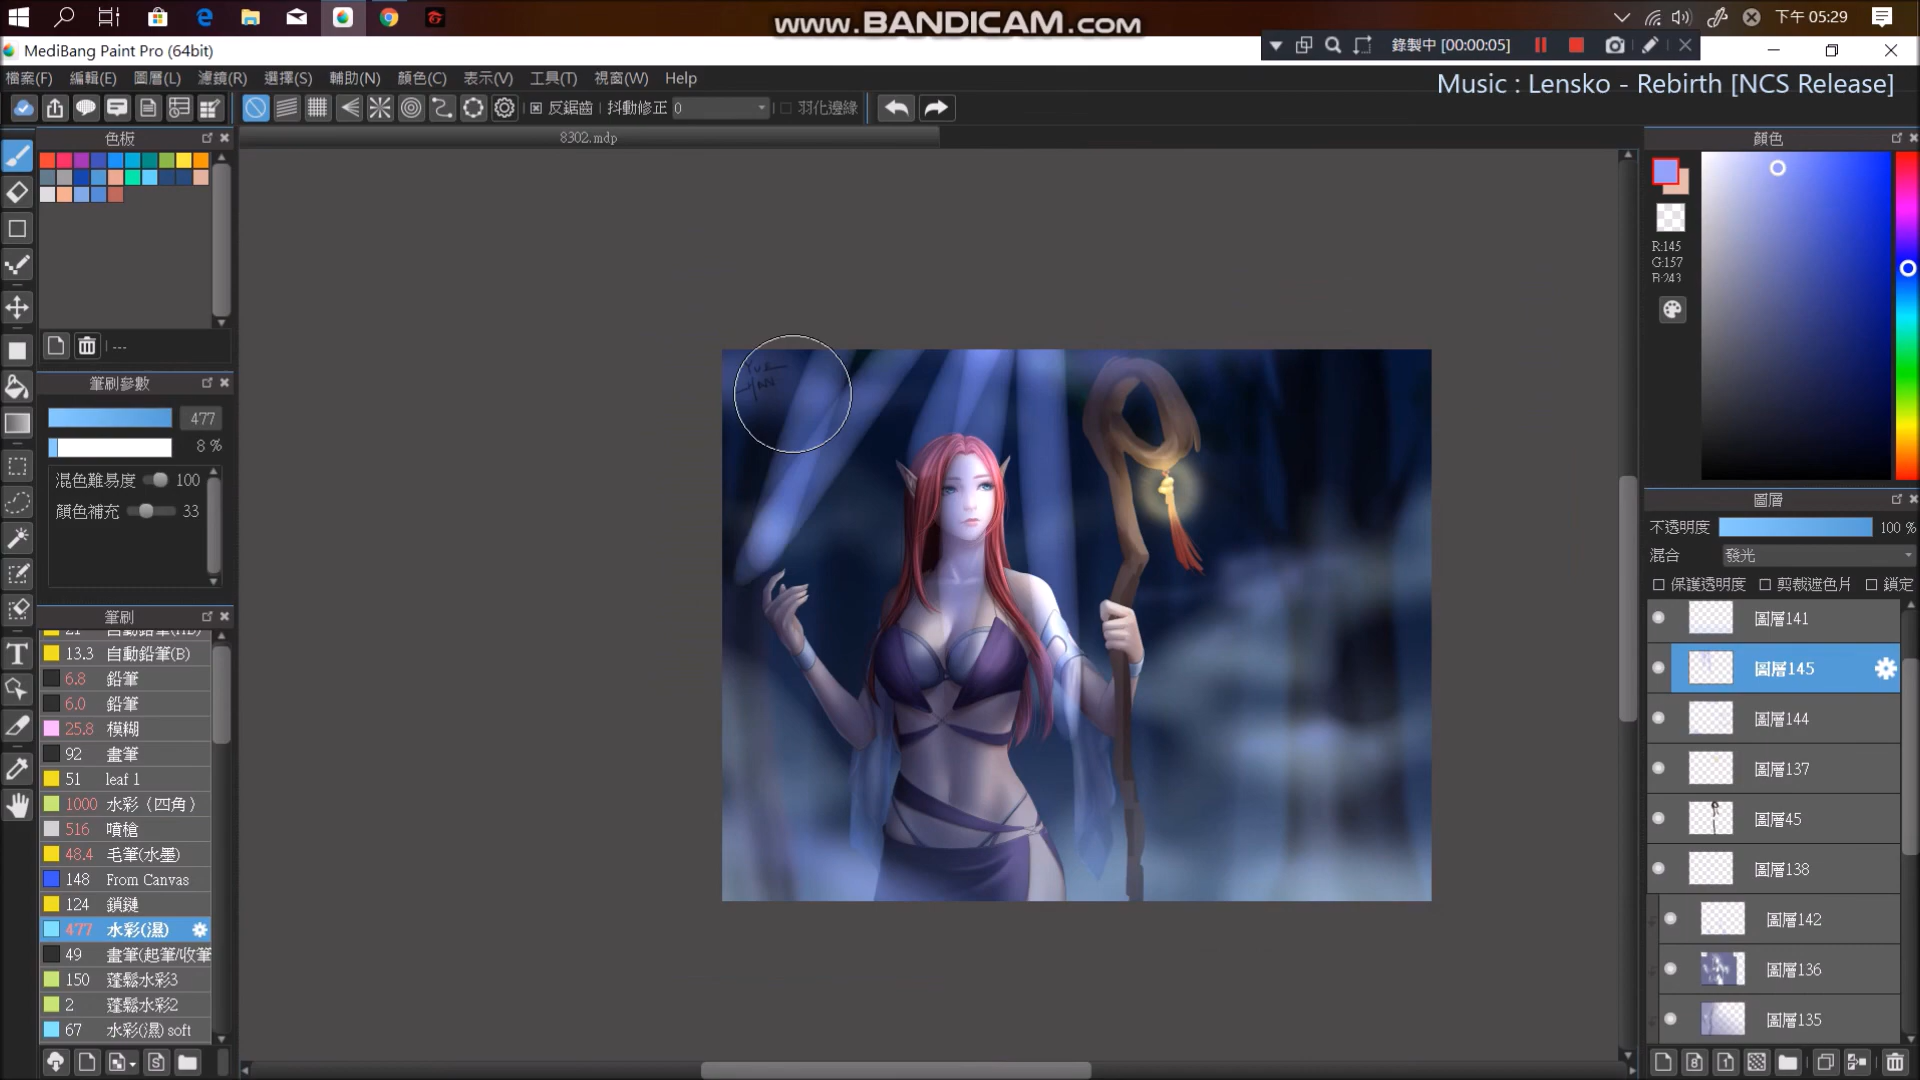 www.BANDICAM.com
下午 05:29
MediBang Paint Pro (64bit)
錄製中 [00:00:05]
檔案(F) 編輯(E) 圖層(L) 濾鏡(R) 選擇(S) 輔助(N) 顏色(C) 表示(V) 工具(T) 視窗(W) Help
Music : Lensko - Rebirth [NCS Release]
反鋸齒 抖動修正 0 羽化邊緣
色板
8302.mdp
顏色
R:145
G:157
B:243
---
筆刷參數
477
8 %
混色難易度 100
顏色補充 33
YUE
圖層
不透明度 100 %
混合 發光
保護透明度 剪裁遮色片 鎖定
圖層141
圖層145
圖層144
圖層137
圖層45
圖層138
圖層142
圖層136
圖層135
筆刷
21 自動鉛筆(HB)
13.3 自動鉛筆(B)
6.8 鉛筆
6.0 鉛筆
25.8 模糊
92 畫筆
51 leaf 1
1000 水彩（四角）
516 噴槍
48.4 毛筆(水墨)
148 From Canvas
124 鎖鏈
477 水彩(濕)
49 畫筆(起筆/收筆
150 蓬鬆水彩3
2 蓬鬆水彩2
67 水彩(濕) soft